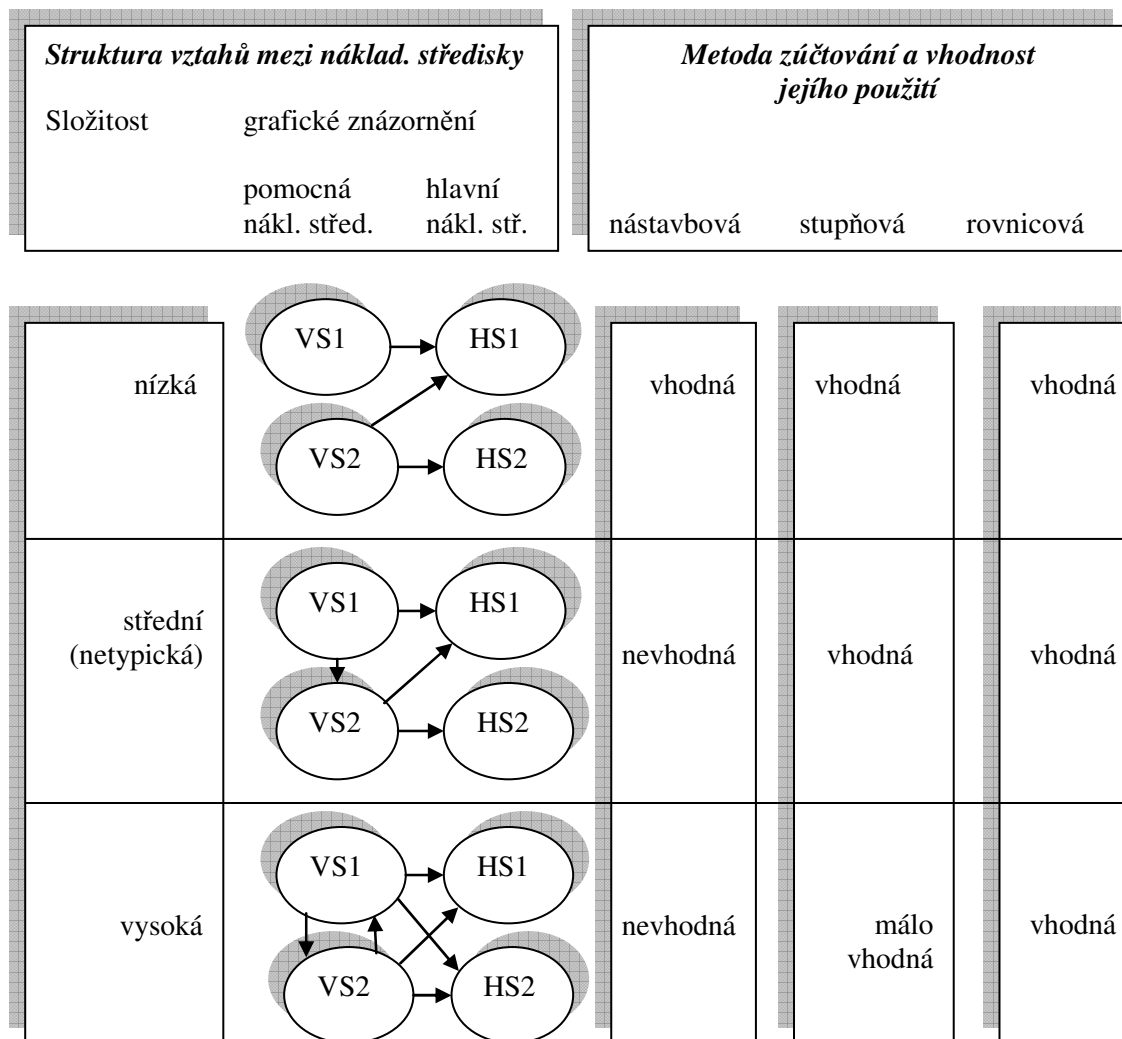 Struktura vztahů mezi náklad. středisky
Složitost grafické znázornění
pomocná hlavní
nákl. střed. nákl. stř.
Metoda zúčtování a vhodnost
jejího použití
nástavbová stupňová rovnicová
VS1 HS1
nízká vhodná vhodná vhodná
VS2 HS2
VS1 HS1
střední
(netypická) nevhodná vhodná vhodná
VS2 HS2
VS1 HS1
vysoká nevhodná málo vhodná
vhodná
VS2 HS2